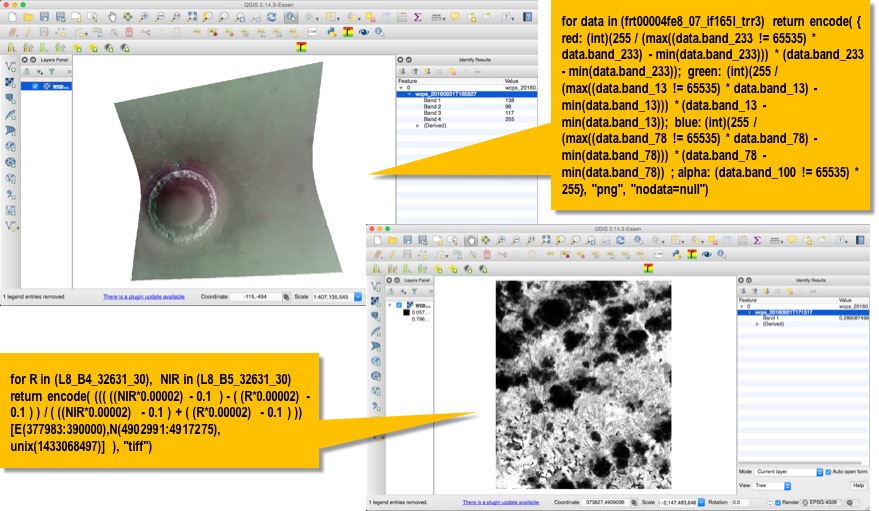 QGIS 2.14.3-Essen
Layers Panel
Identify Results
Feature
Value
0
wcps_20160...
wcps_20160921T165827
Band 1
138
Band 2
98
Band 3
117
Band 4
255
(Derived)
1 legend entries removed.
There is a plugin update available
Coordinate
-115,-494
Scale
1:407,135,545
for data in (frt00004fe8_07_if165l_trr3) return encode( {
red: (int)(255 / (max((data.band_233 != 65535) *
data.band_233) - min(data.band_233))) * (data.band_233
- min(data.band_233)); green: (int)(255 /
(max((data.band_13 != 65535) * data.band_13) -
min(data.band_13))) * (data.band_13 -
min(data.band_13)); blue: (int)(255 /
(max((data.band_78 != 65535) * data.band_78) -
min(data.band_78))) * (data.band_78 -
min(data.band_78)) ; alpha: (data.band_100 != 65535) *
255}, "png", "nodata=null")
QGIS 2.14.3-Essen
Layers Panel
wcp...
0.057...
0.796...
Identify Results
Feature
Value
0
wcps_20160...
wcps_20160921T171317
Band 1
(Derived)
Mode
Current layer
Auto open form
View
Tree
Help
1 legend entries removed.
There is a plugin update available
Coordinate
373827,4909096
Scale
-2,147,483,648
Rotation
0.0
Render
EPSG:4326
for R in (L8_B4_32631_30), NIR in (L8_B5_32631_30)
return encode( ((( ((NIR*0.00002) - 0.1 ) - ( (R*0.00002) -
0.1 ) ) / ( ((NIR*0.00002) - 0.1 ) + ( (R*0.00002) - 0.1 ) ))
[E(377983:390000),N(4902991:4917275),
unix(1433068497)] ), "tiff")